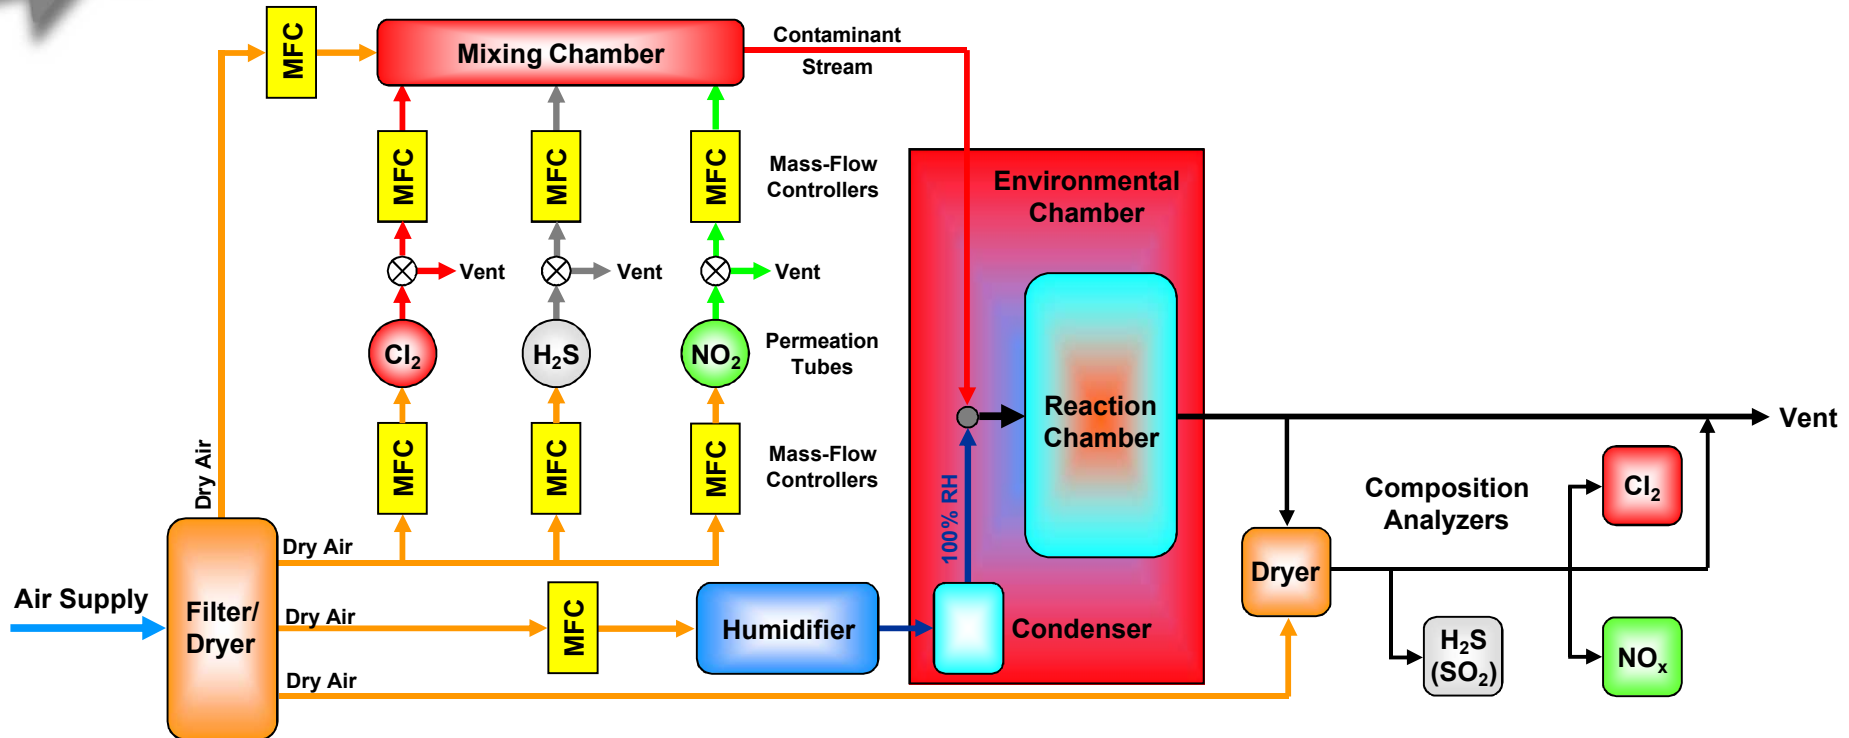 MFC
Mixing Chamber
Contaminant
Stream
MFC
MFC
MFC
Mass-Flow
Controllers
Environmental
Chamber
Vent
Vent
Vent
Cl₂
H₂S
NO₂
Permeation
Tubes
Reaction
Chamber
Vent
Dry Air
MFC
MFC
MFC
Mass-Flow
Controllers
100% RH
Composition
Analyzers
Cl₂
Dry Air
Air Supply
Filter/
Dryer
Dry Air
MFC
Humidifier
Condenser
Dryer
H₂S
(SO₂)
NOₓ
Dry Air